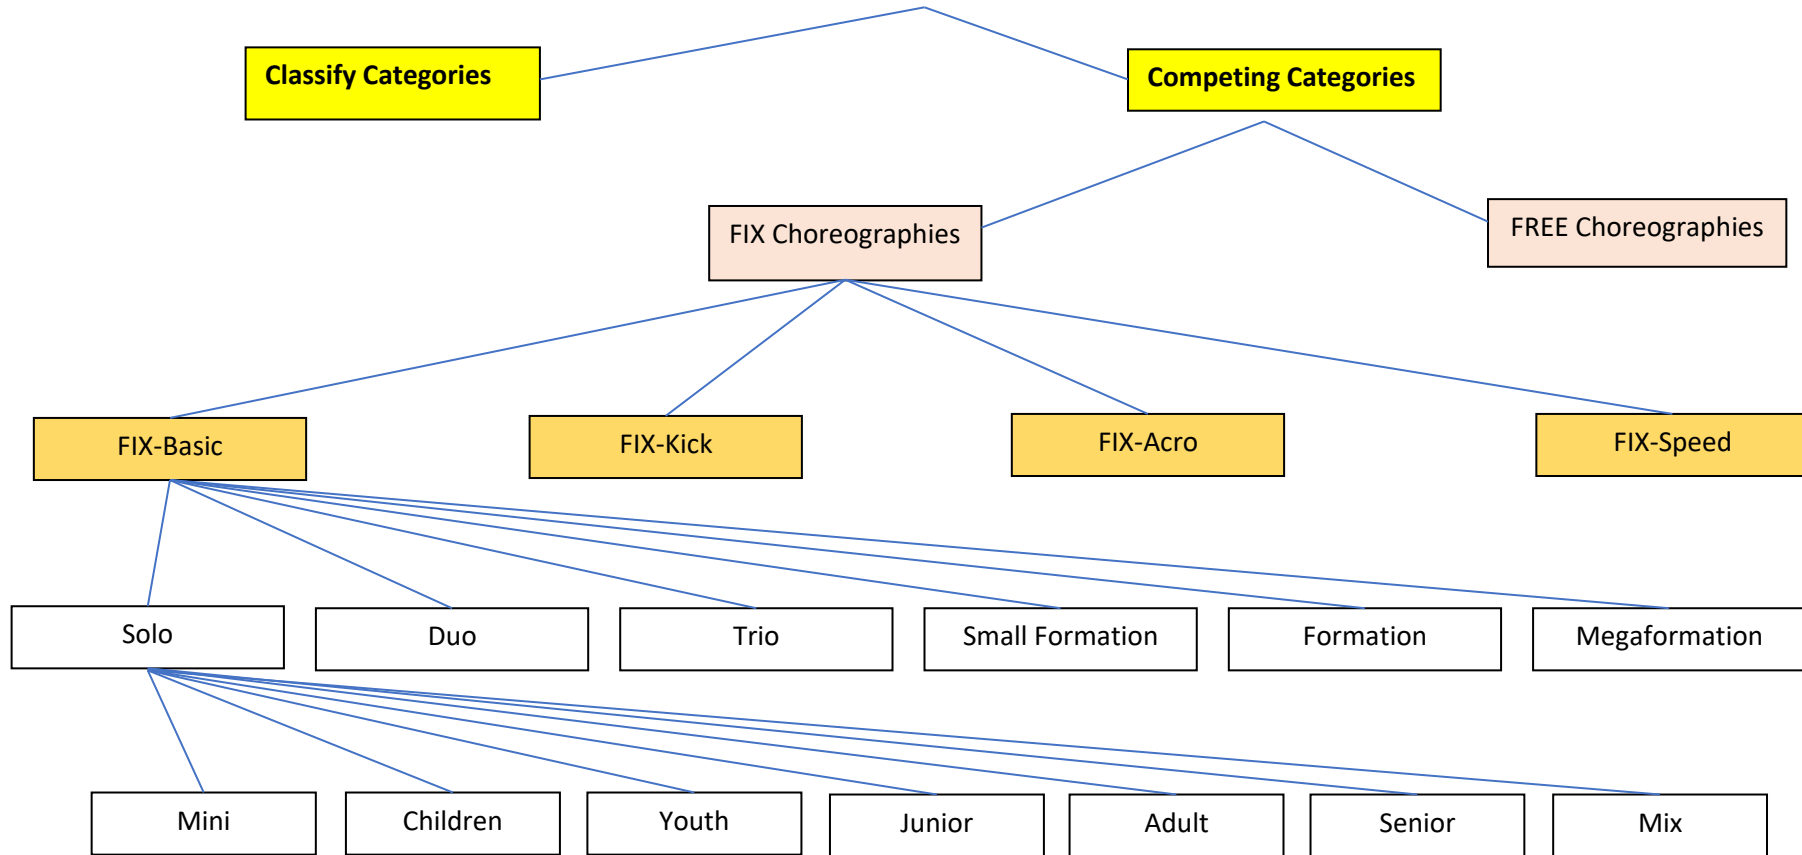 Classify Categories
Competing Categories
FIX Choreographies
FREE Choreographies
FIX-Basic
FIX-Kick
FIX-Acro
FIX-Speed
Solo
Duo
Trio
Small Formation
Formation
Megaformation
Mini
Children
Youth
Junior
Adult
Senior
Mix